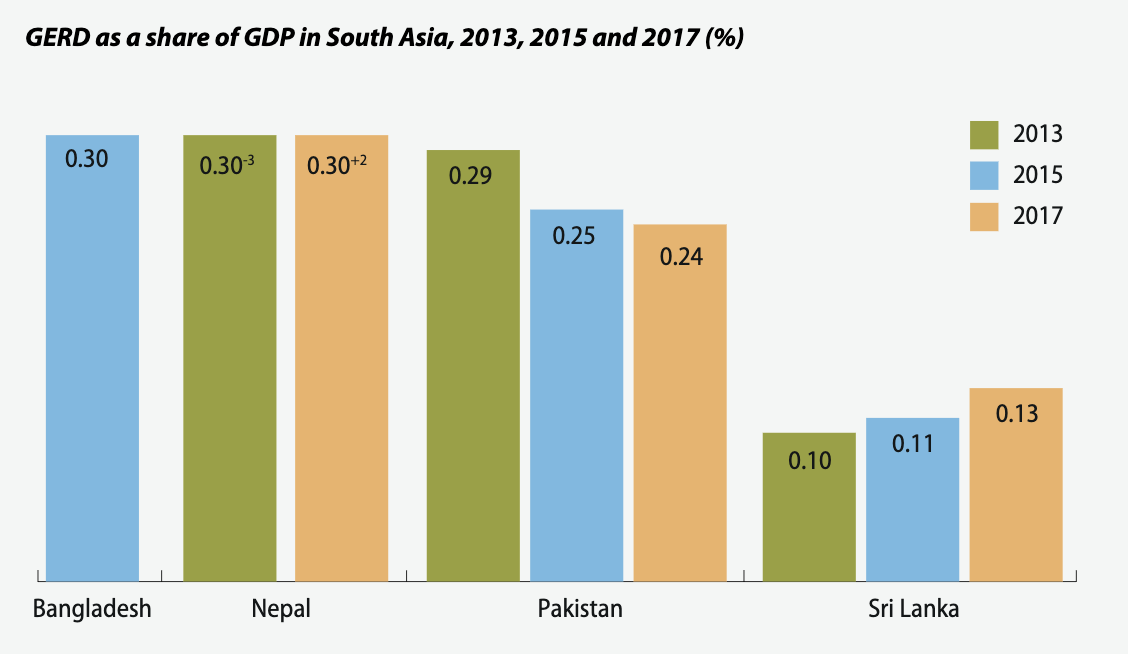 GERD as a share of GDP in South Asia, 2013, 2015 and 2017 (%)
2013
2015
2017
0.30
0.30-3
0.30+2
0.29
0.25
0.24
0.10
0.11
0.13
Bangladesh
Nepal
Pakistan
Sri Lanka